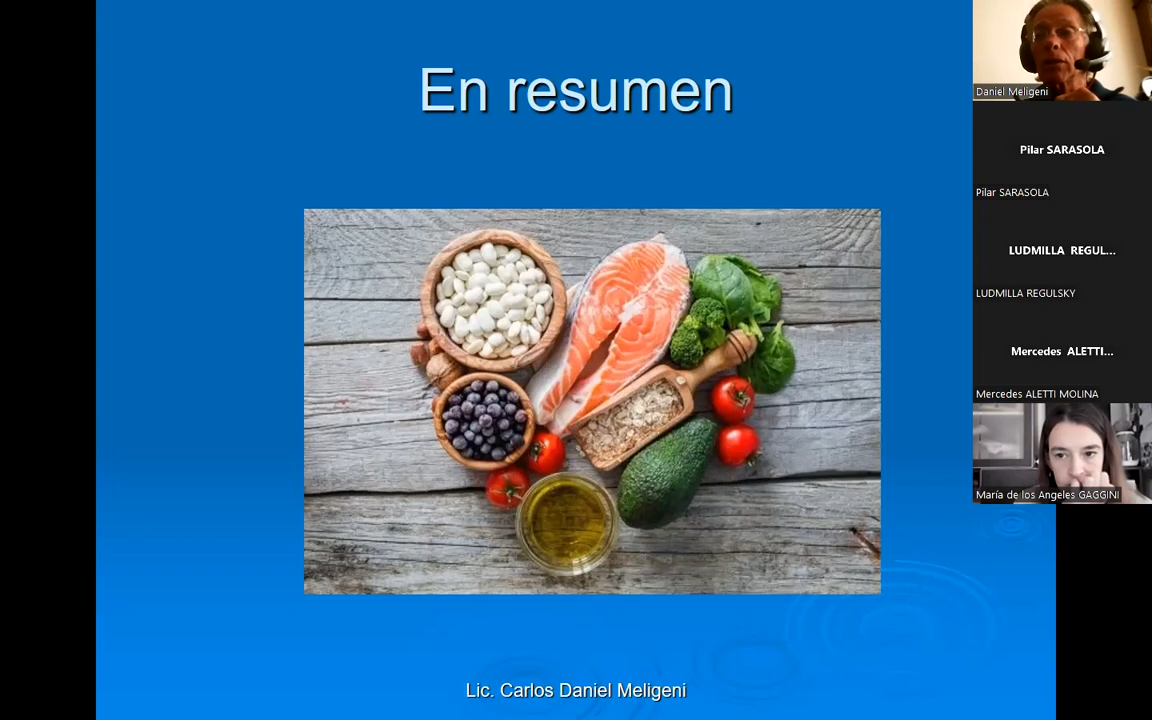 En resumen
Lic. Carlos Daniel Meligeni
Daniel Meligeni
Pilar SARASOLA
Pilar SARASOLA
LUDMILLA REGUL...
LUDMILLA REGULSKY
Mercedes ALETTI...
Mercedes ALETTI MOLINA
María de los Angeles GAGGINI